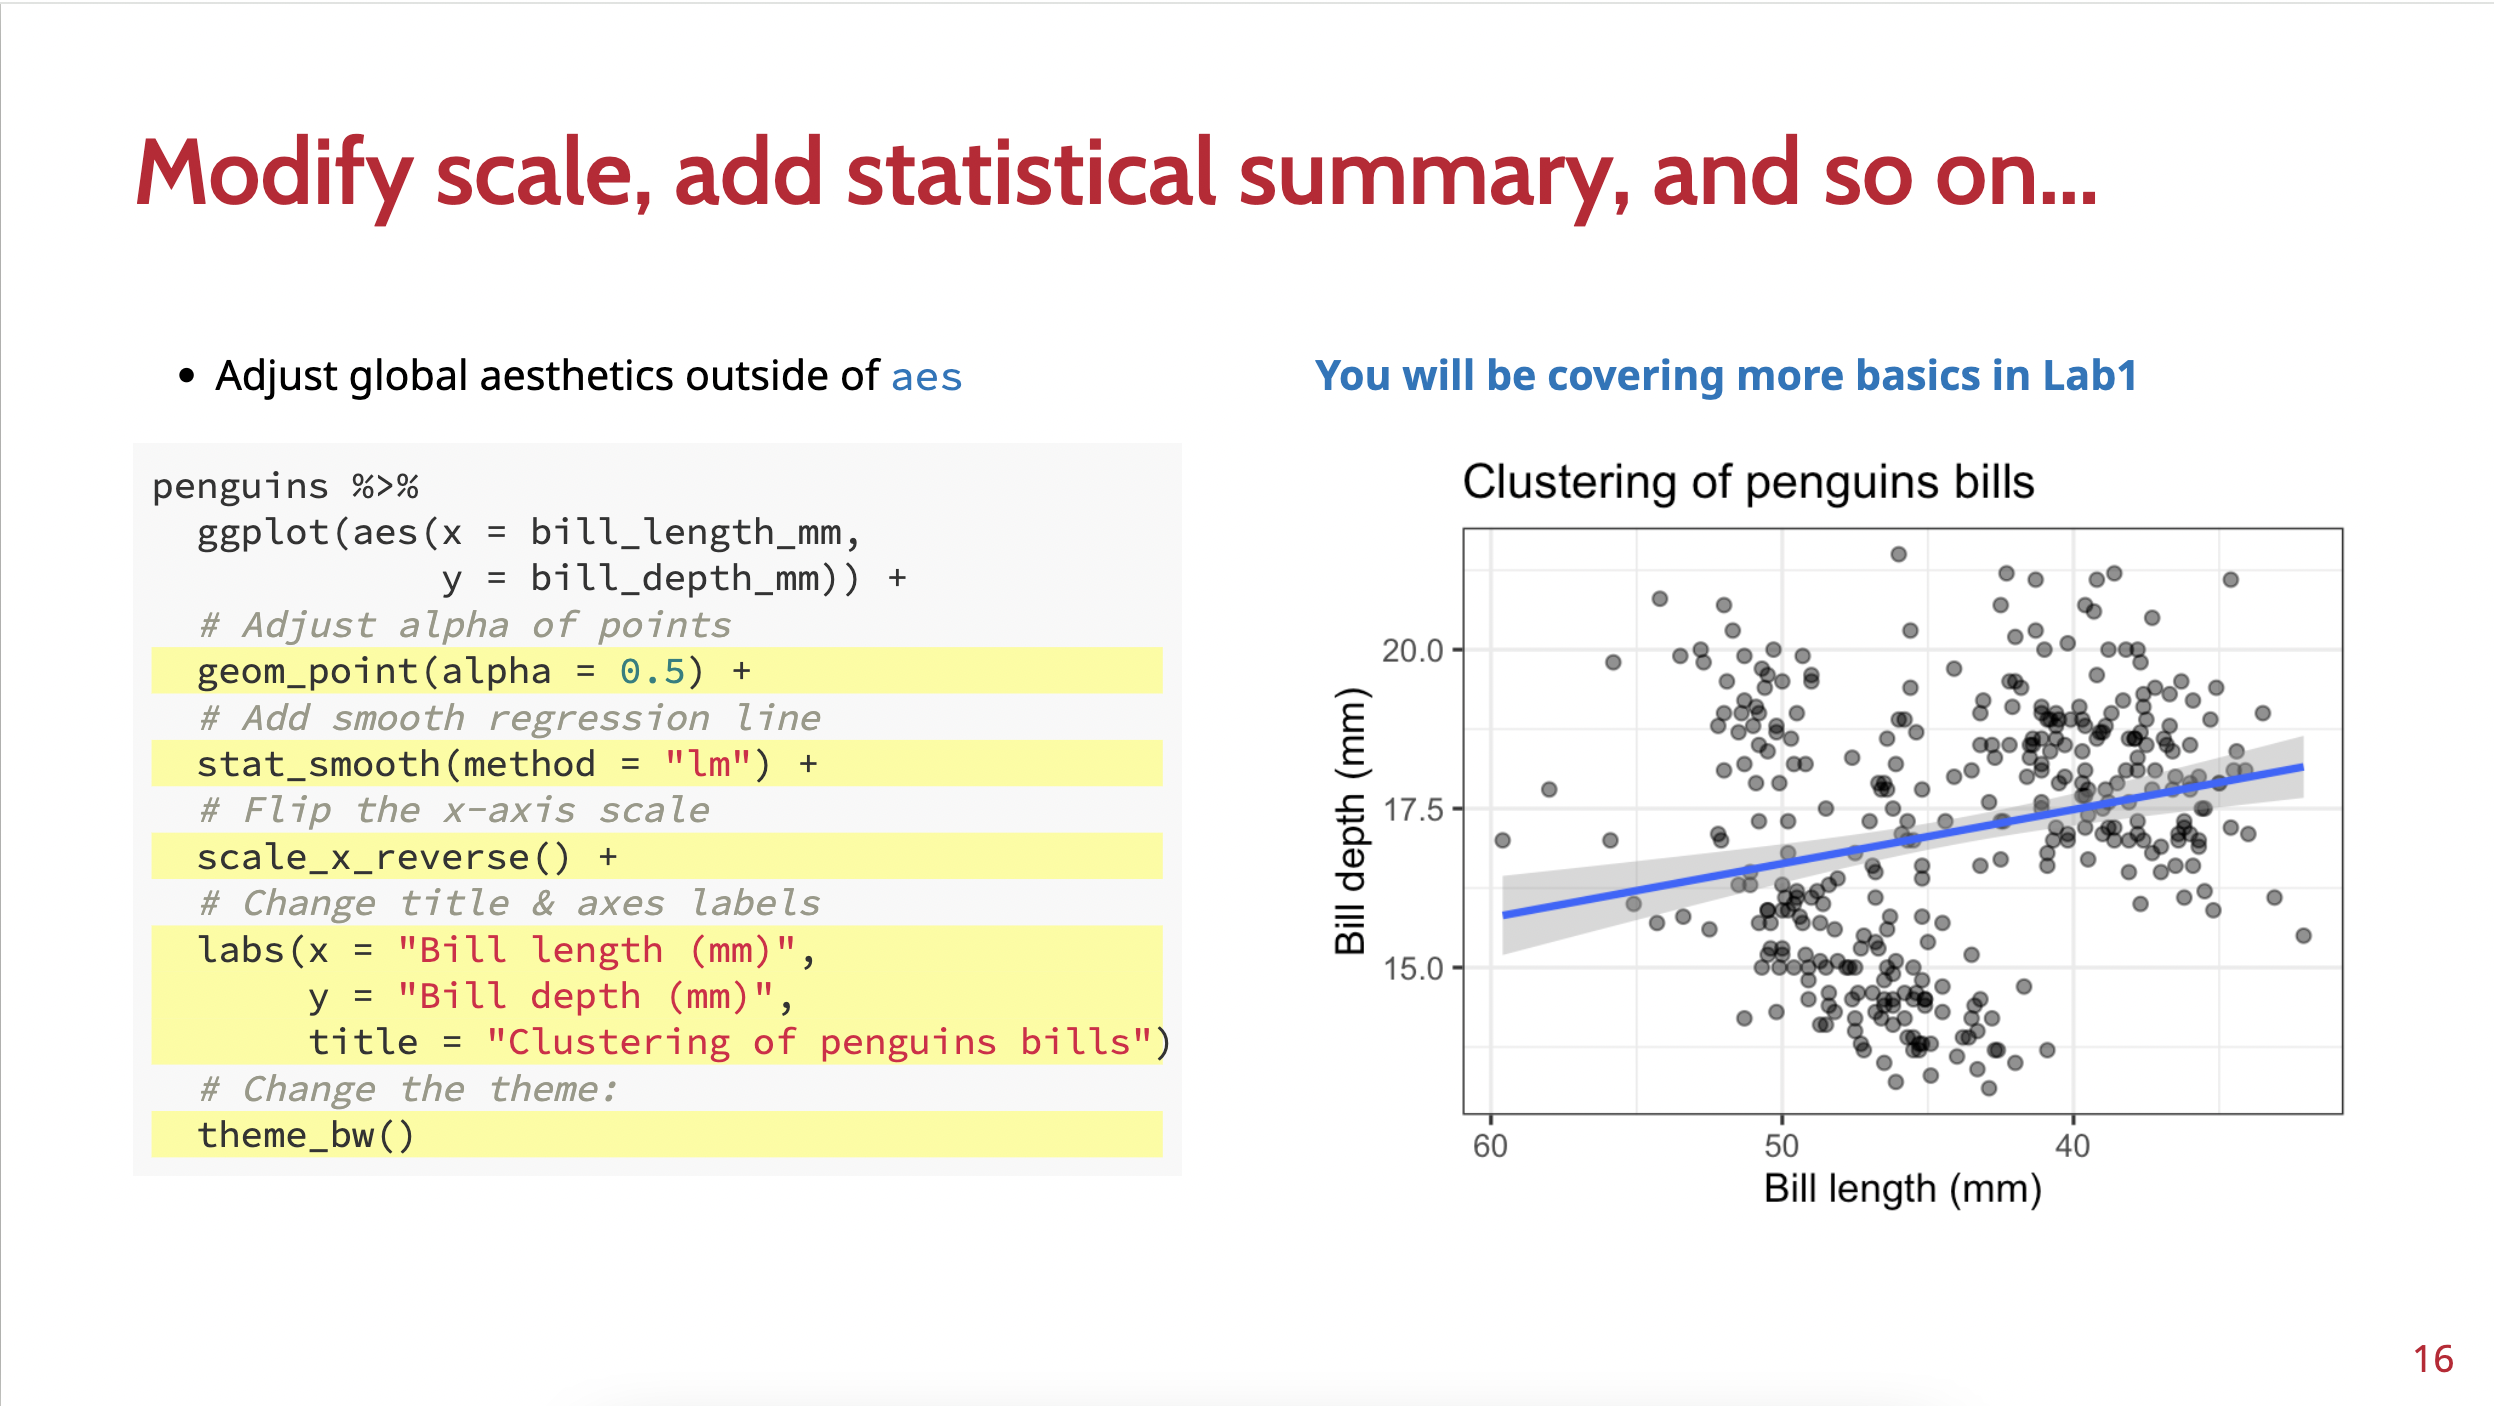 Modify scale, add statistical summary, and so on...
• Adjust global aesthetics outside of aes
penguins %>%
  ggplot(aes(x = bill_length_mm,
             y = bill_depth_mm)) +
  # Adjust alpha of points
  geom_point(alpha = 0.5) +
  # Add smooth regression line
  stat_smooth(method = "lm") +
  # Flip the x-axis scale
  scale_x_reverse() +
  # Change title & axes labels
  labs(x = "Bill length (mm)",
       y = "Bill depth (mm)",
       title = "Clustering of penguins bills")
  # Change the theme:
  theme_bw()
You will be covering more basics in Lab1
Clustering of penguins bills
Bill depth (mm)
20.0
17.5
15.0
60 50 40
Bill length (mm)
16